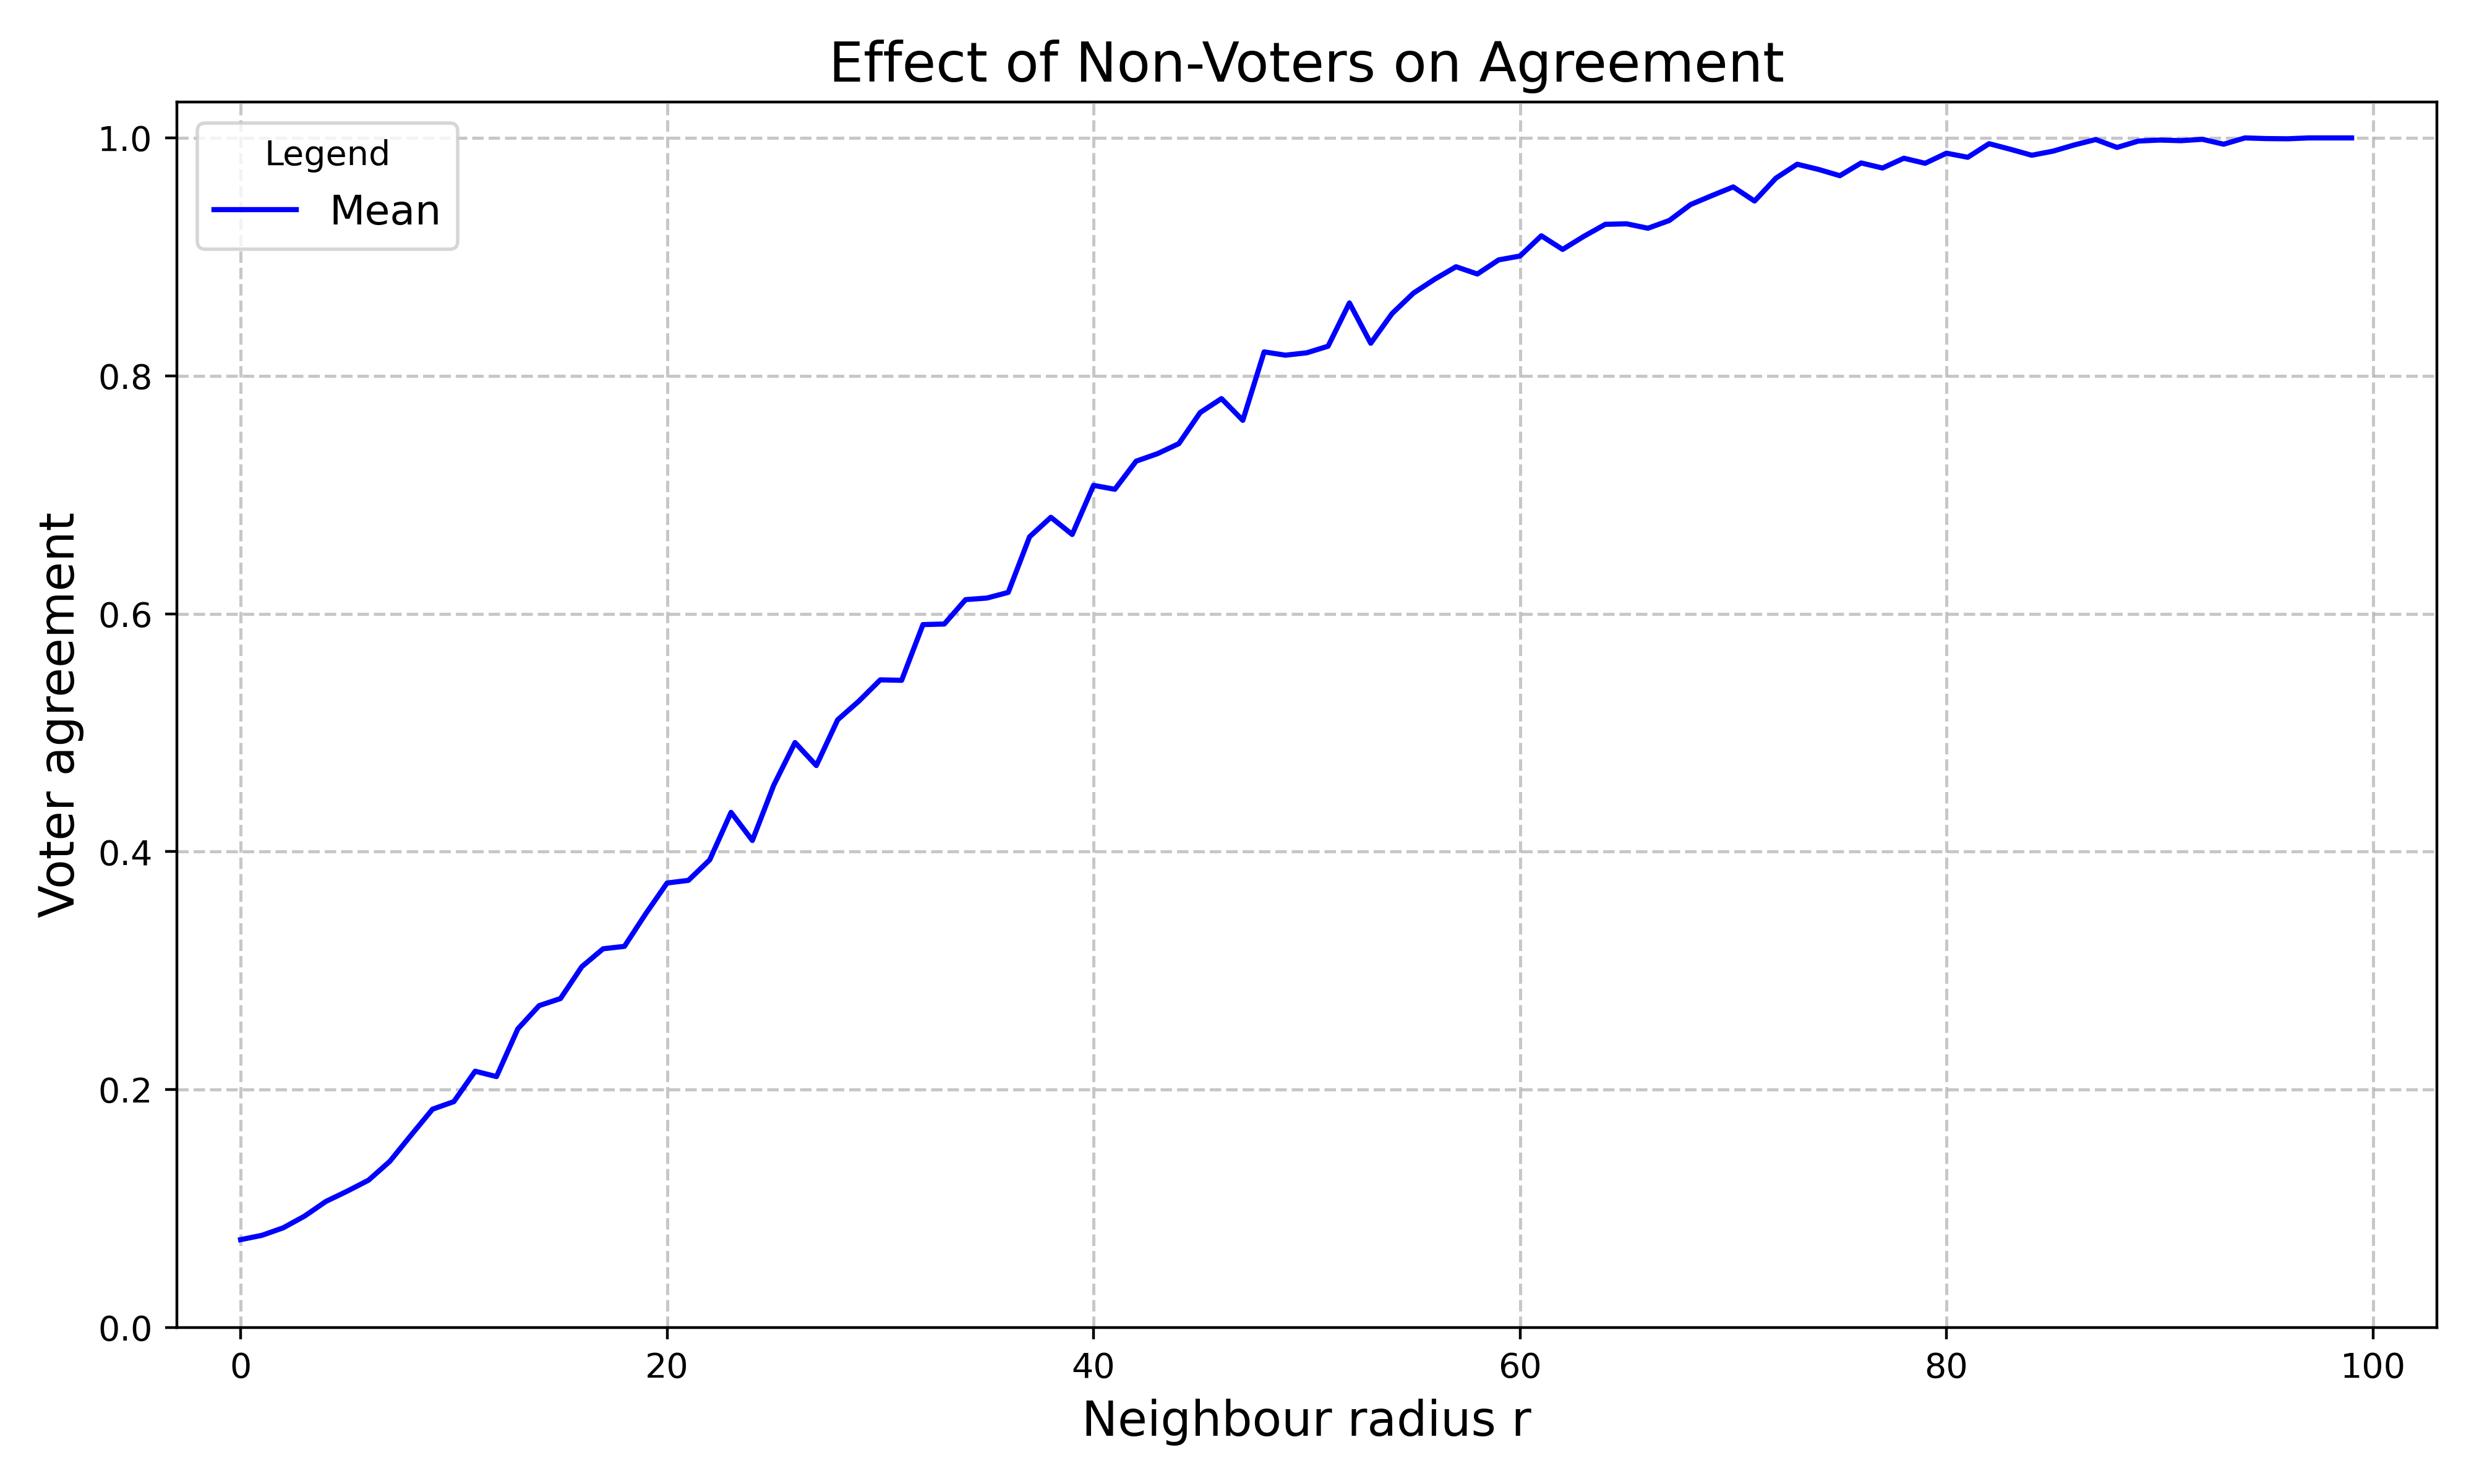 Effect of Non-Voters on Agreement
Legend
Mean
Voter agreement
1.0
0.8
0.6
0.4
0.2
0.0
0 20 40 60 80 100
Neighbour radius r